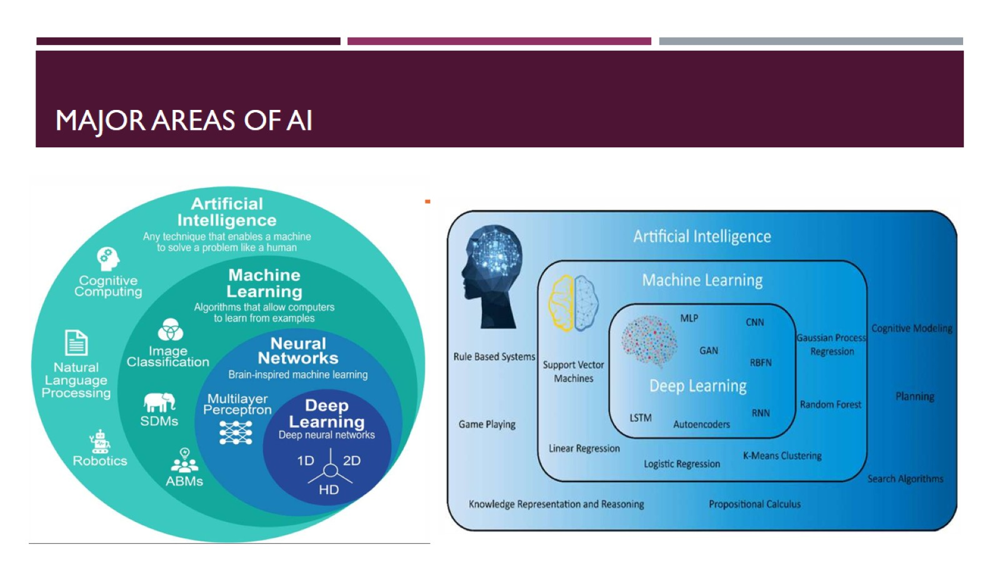 MAJOR AREAS OF AI
Artificial
Intelligence
Any technique that enables a machine
to solve a problem like a human
Cognitive
Computing
Natural
Language
Processing
Robotics
Machine
Learning
Algorithms that allow computers
to learn from examples
Image
Classification
SDMs
ABMs
Neural
Networks
Brain-inspired machine learning
Multilayer
Perceptron
Deep
Learning
Deep neural networks
1D
2D
HD
Artificial Intelligence
Rule Based Systems
Game Playing
Knowledge Representation and Reasoning
Propositional Calculus
Cognitive Modeling
Planning
Search Algorithms
Machine Learning
Support Vector
Machines
Linear Regression
Logistic Regression
K-Means Clustering
Gaussian Process
Regression
Random Forest
MLP
CNN
GAN
RBFN
Deep Learning
LSTM
Autoencoders
RNN